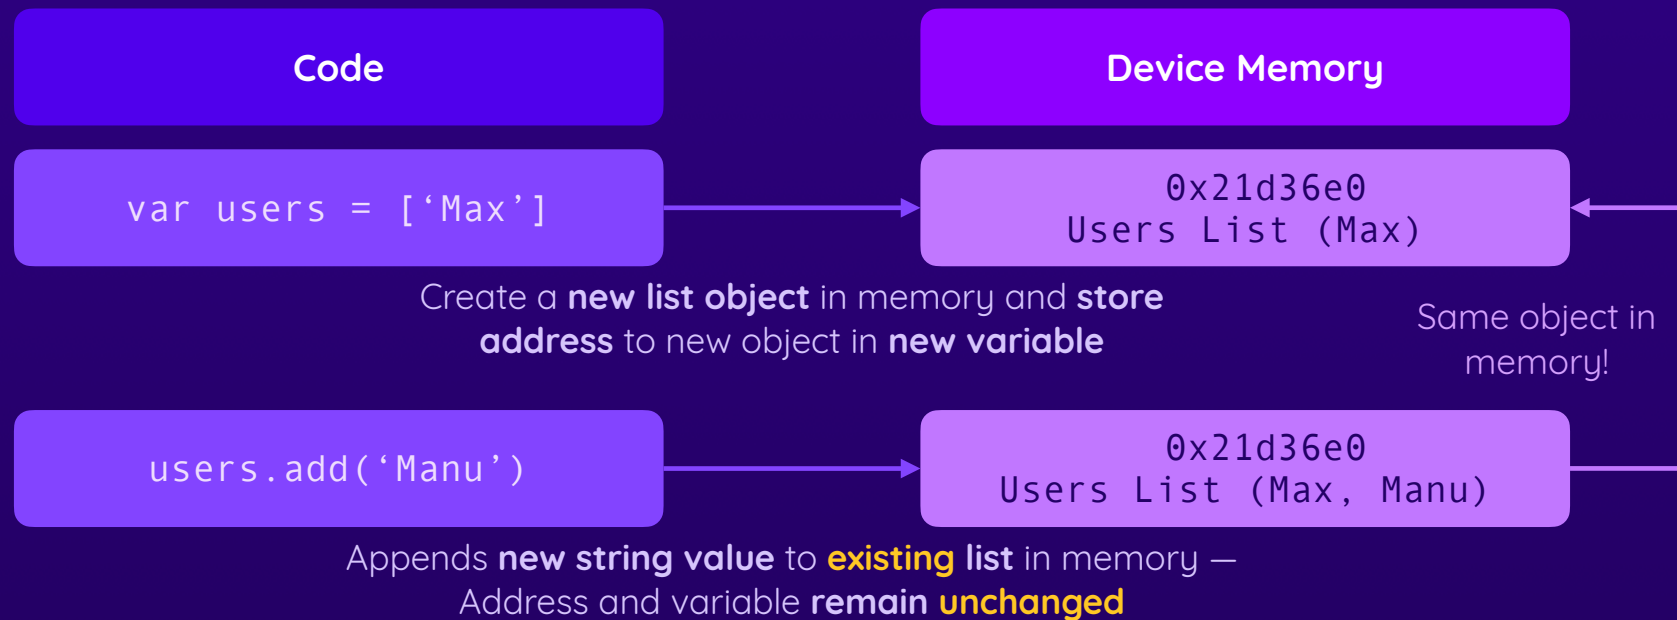 Code
Device Memory
var users = [‘Max’]
0x21d36e0
Users List (Max)
Create a new list object in memory and store
address to new object in new variable
Same object in
memory!
users.add(‘Manu’)
0x21d36e0
Users List (Max, Manu)
Appends new string value to existing list in memory —
Address and variable remain unchanged